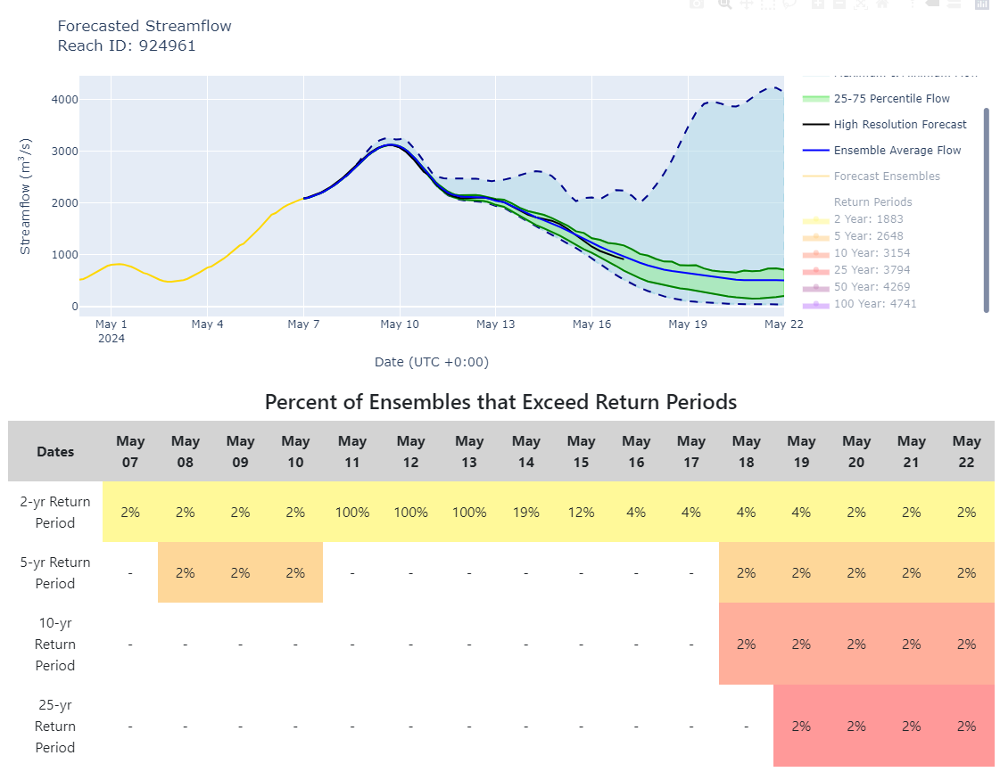 Forecasted Streamflow
Reach ID: 924961
Streamflow (m³/s)
4000
3000
2000
1000
0
May 1
2024
May 4
May 7
May 10
May 13
May 16
May 19
May 22
Date (UTC +0:00)
25-75 Percentile Flow
High Resolution Forecast
Ensemble Average Flow
Forecast Ensembles
Return Periods
2 Year: 1883
5 Year: 2648
10 Year: 3154
25 Year: 3794
50 Year: 4269
100 Year: 4741
Percent of Ensembles that Exceed Return Periods
Dates May 07 May 08 May 09 May 10 May 11 May 12 May 13 May 14 May 15 May 16 May 17 May 18 May 19 May 20 May 21 May 22
2-yr Return Period 2% 2% 2% 2% 100% 100% 100% 19% 12% 4% 4% 4% 4% 2% 2% 2%
5-yr Return Period - 2% 2% 2% - - - - - - - 2% 2% 2% 2% 2%
10-yr Return Period - - - - - - - - - - - 2% 2% 2% 2% 2%
25-yr Return Period - - - - - - - - - - - - 2% 2% 2% 2%